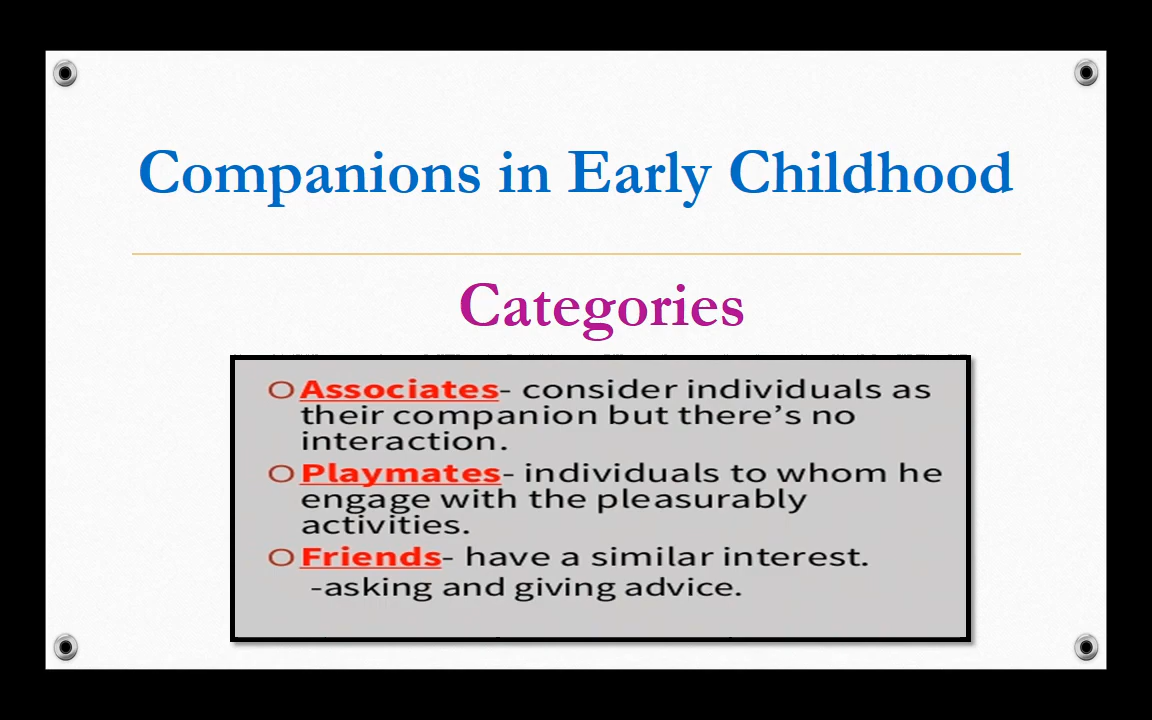 Companions in Early Childhood
Categories
Associates- consider individuals as
their companion but there's no
interaction.
Playmates- individuals to whom he
engage with the pleasurably
activities.
Friends- have a similar interest.
-asking and giving advice.